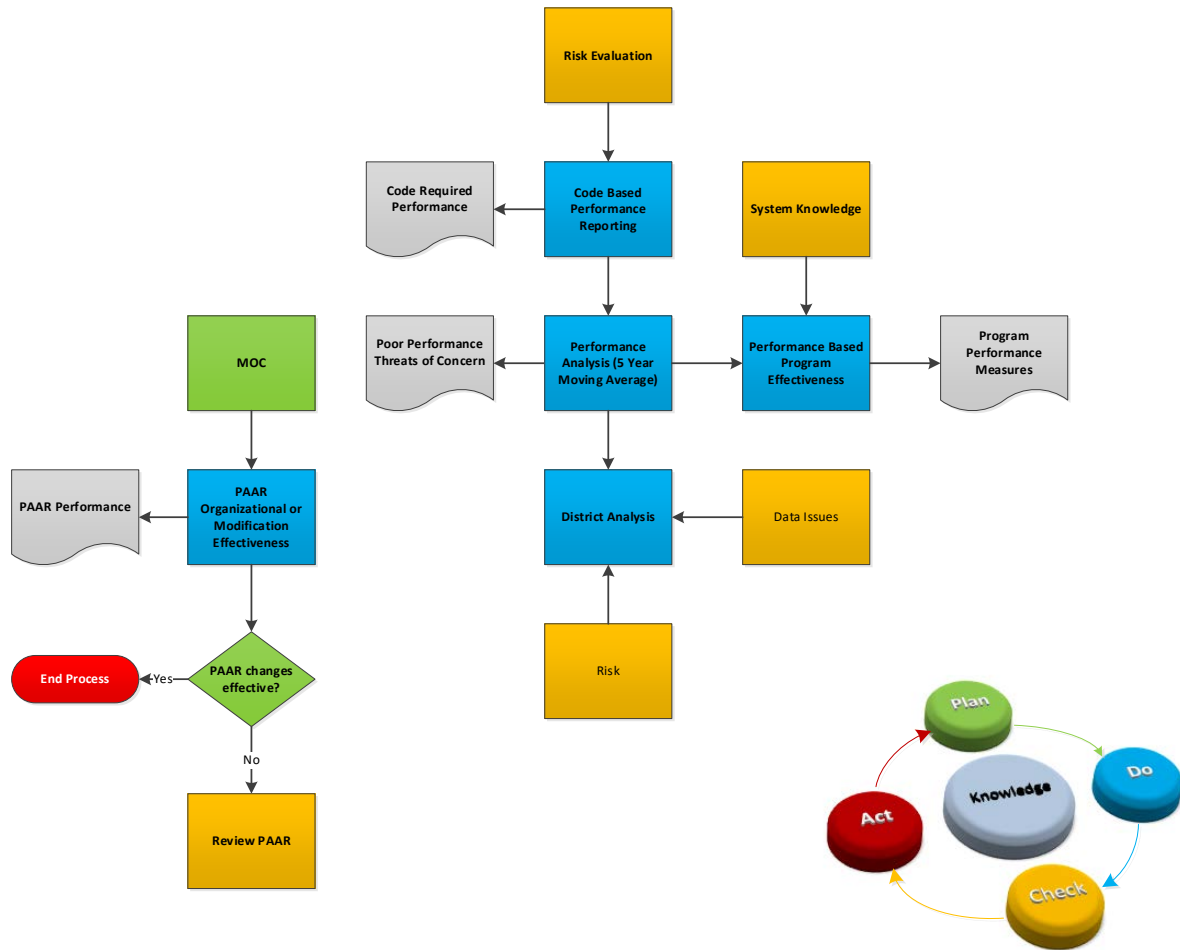 Risk Evaluation
Code Required
Performance
Code Based
Performance
Reporting
System Knowledge
MOC
Poor Performance
Threats of Concern
Performance
Analysis (5 Year
Moving Average)
Performance Based
Program
Effectiveness
Program
Performance
Measures
PAAR Performance
PAAR
Organizational or
Modification
Effectiveness
District Analysis
Data Issues
End Process
Yes
PAAR changes
effective?
Risk
No
Review PAAR
Plan
Do
Knowledge
Act
Check